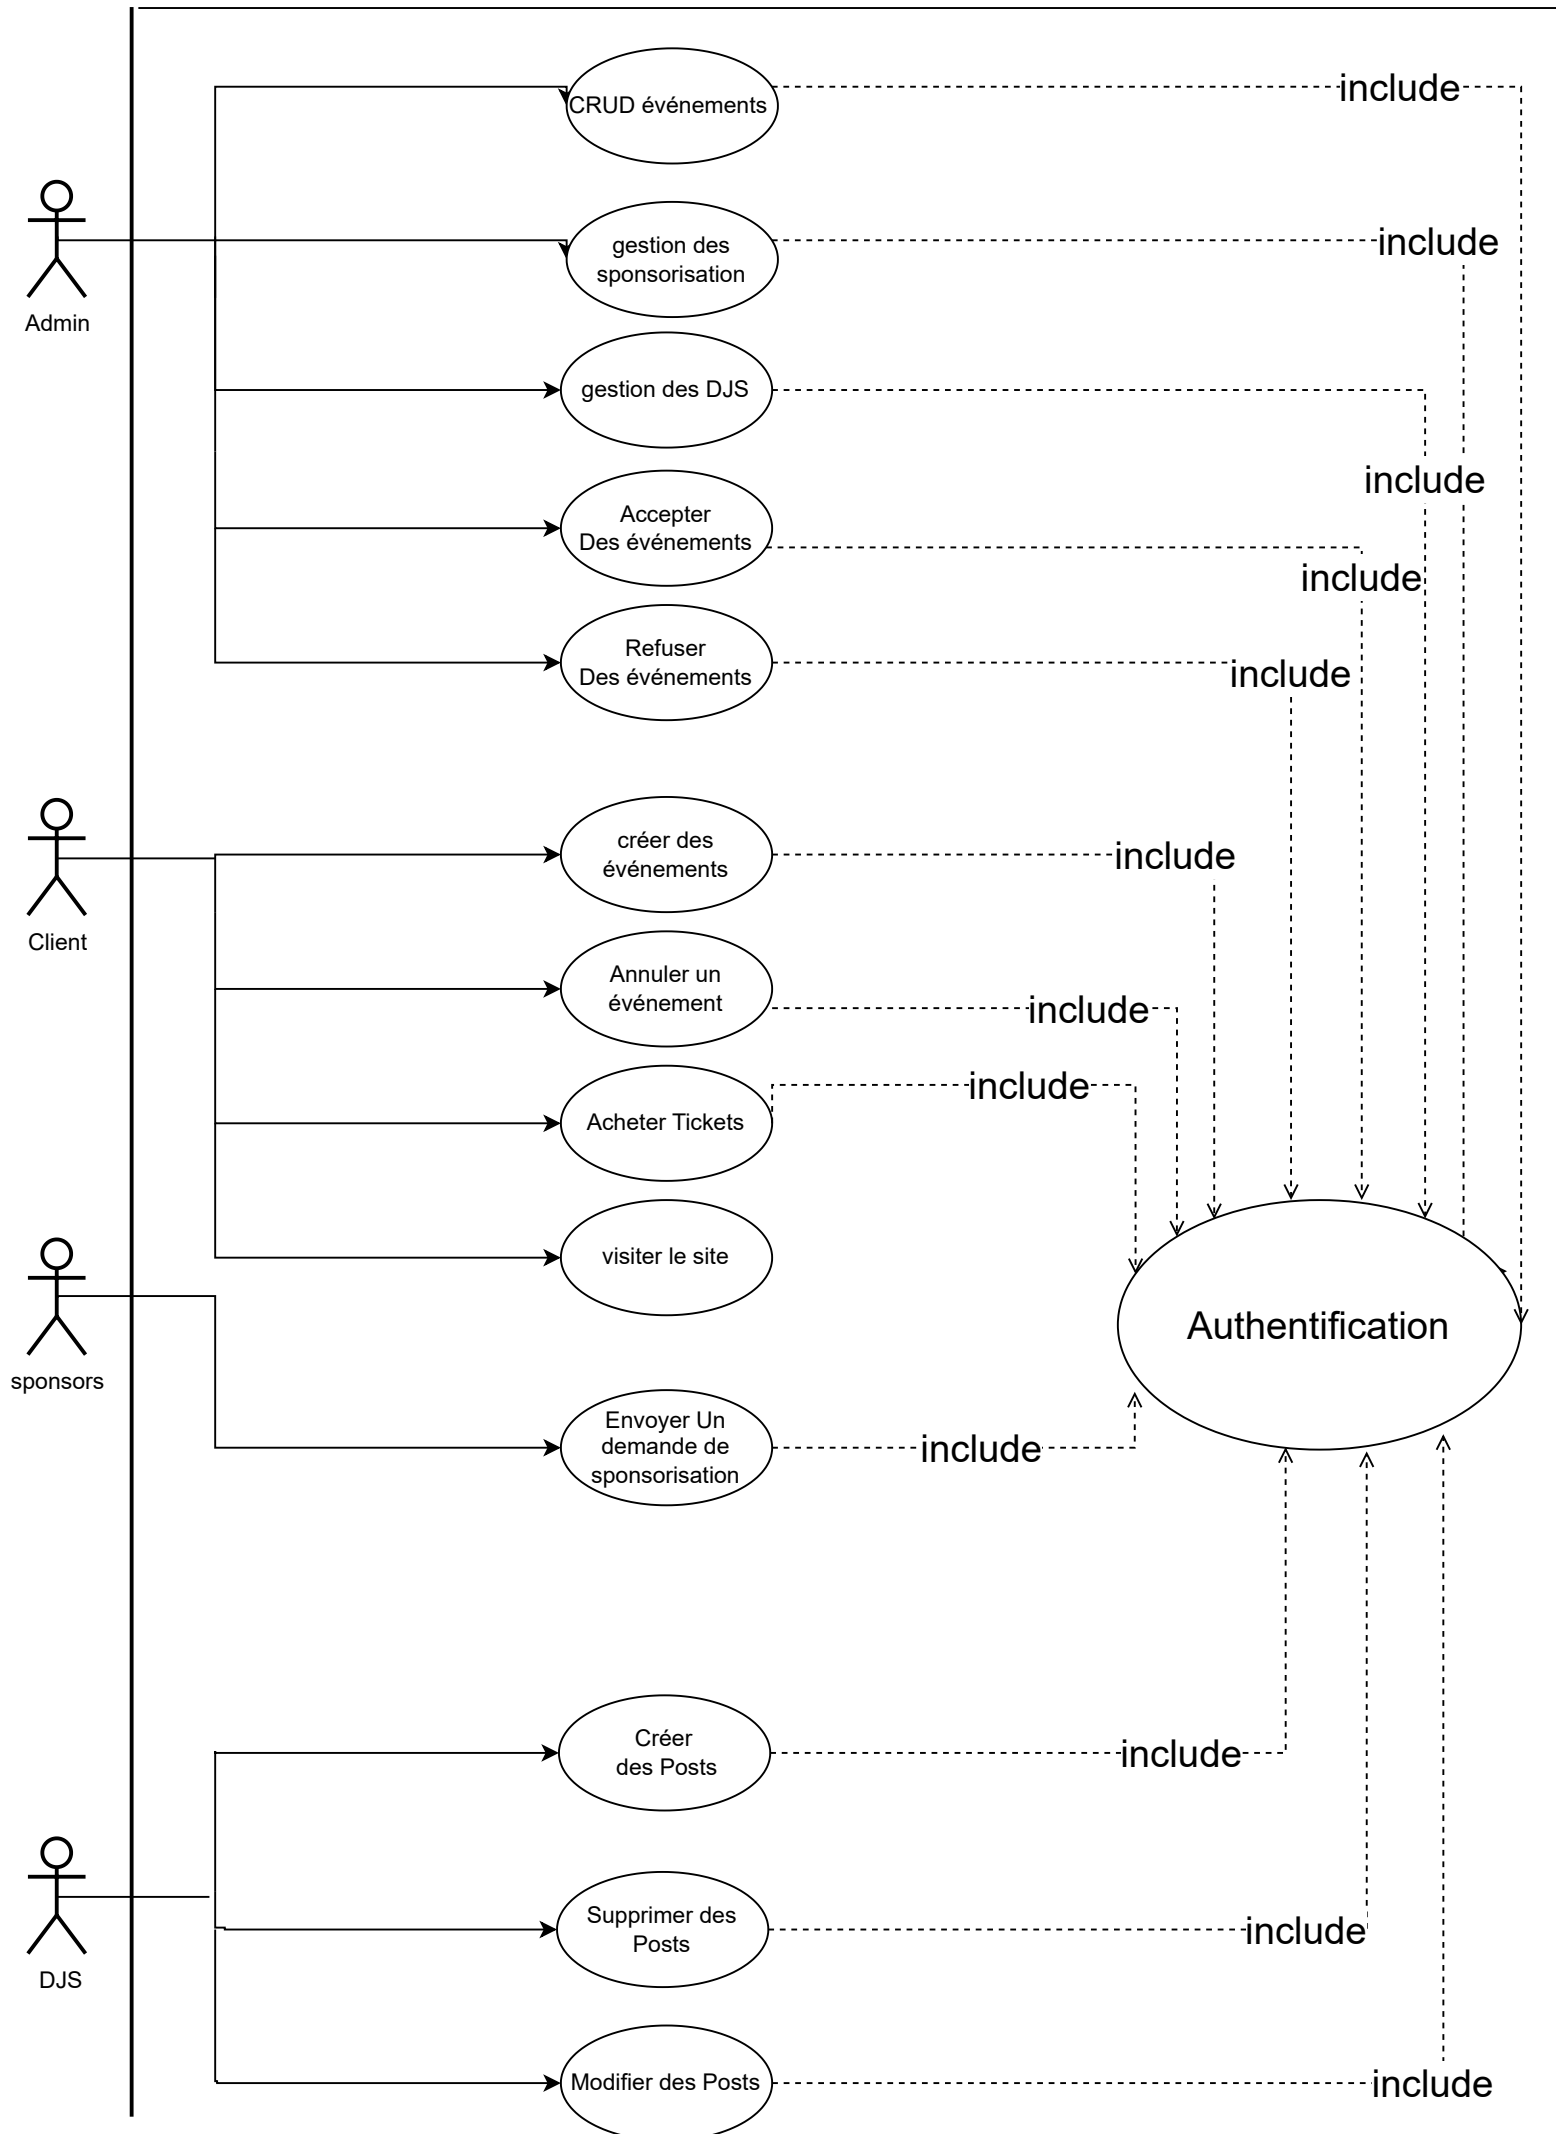 CRUD événements
include
gestion des
sponsorisation
include
Admin
gestion des DJS
include
Accepter
Des événements
include
Refuser
Des événements
include
créer des
événements
include
Client
Annuler un
événement
include
Acheter Tickets
include
visiter le site
Authentification
sponsors
Envoyer Un
demande de
sponsorisation
include
Créer
des Posts
include
Supprimer des
Posts
include
DJS
Modifier des Posts
include